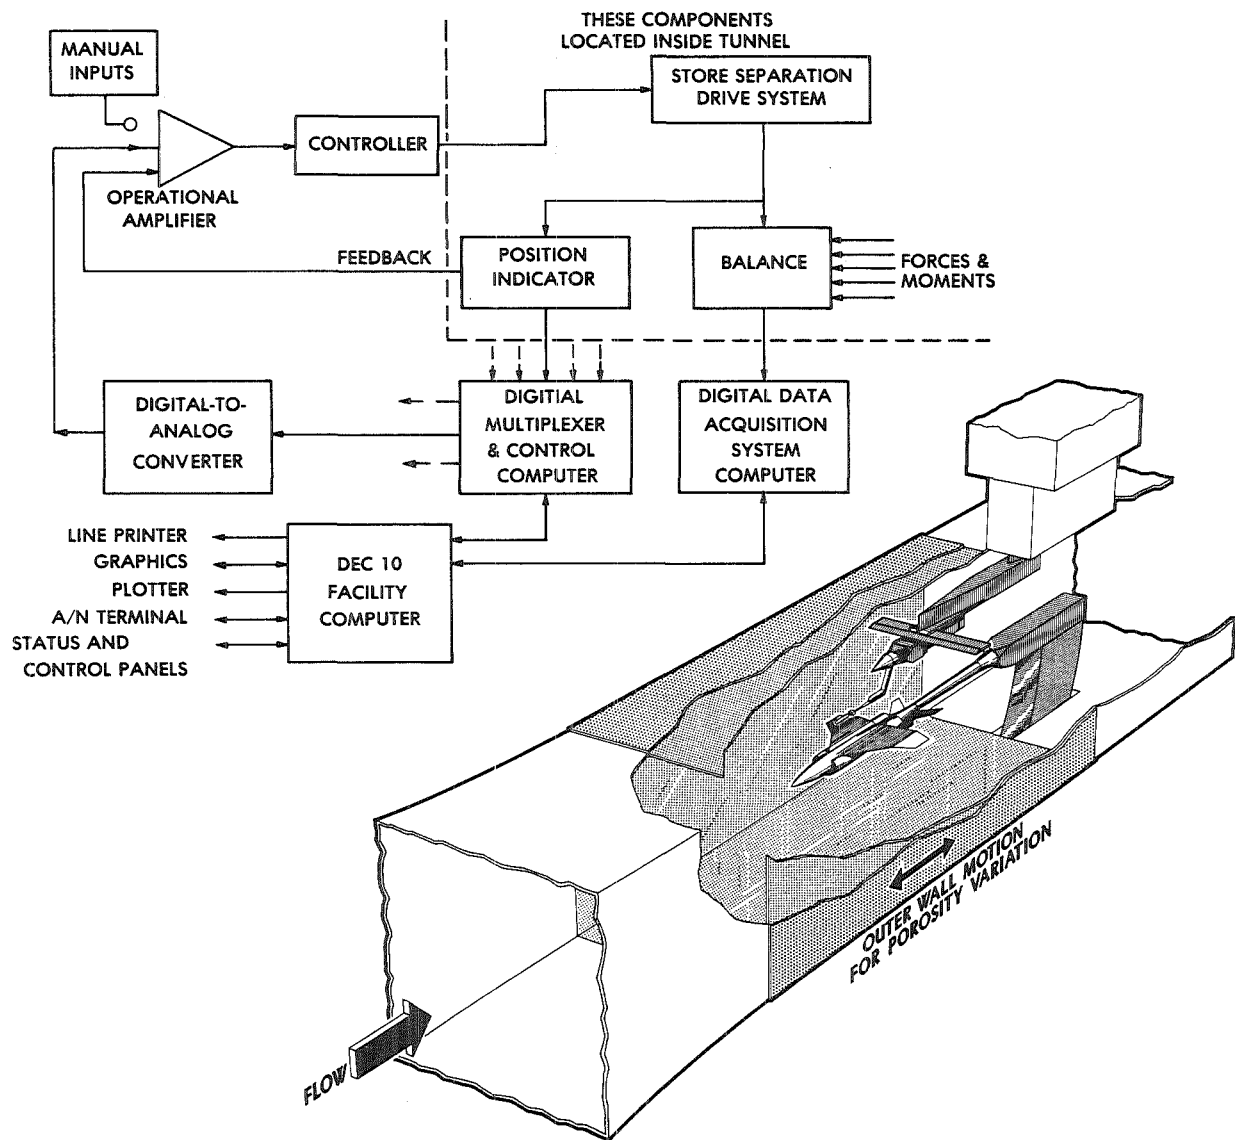 THESE COMPONENTS
LOCATED INSIDE TUNNEL
MANUAL
INPUTS
STORE SEPARATION
DRIVE SYSTEM
CONTROLLER
OPERATIONAL
AMPLIFIER
FEEDBACK
POSITION
INDICATOR
BALANCE
FORCES &
MOMENTS
DIGITAL-TO-
ANALOG
CONVERTER
DIGITIAL
MULTIPLEXER
& CONTROL
COMPUTER
DIGITAL DATA
ACQUISITION
SYSTEM
COMPUTER
LINE PRINTER
GRAPHICS
PLOTTER
A/N TERMINAL
STATUS AND
CONTROL PANELS
DEC 10
FACILITY
COMPUTER
OUTER WALL MOTION
FOR POROSITY VARIATION
FLOW